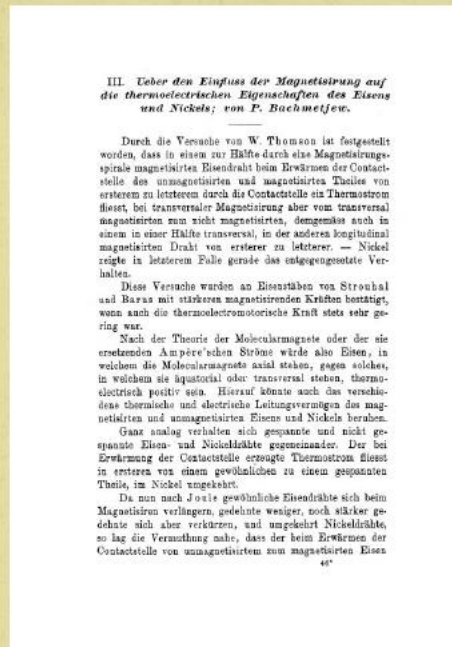 III. Ueber den Einfluss der Magnetisirung auf
die thermoelectrischen Eigenschaften des Eisens
und Nickels; von P. Bachmetjew.
Durch die Versuche von W. Thomson ist festgestellt
worden, dass in einem zur Hälfte durch eine Magnetisirungs-
spirale magnetisirten Eisendraht beim Erwärmen der Contact-
stelle des unmagnetisirten und magnetisirten Theiles von
ersterem zu letzterem durch die Contactstelle ein Thermostrom
fliesst, bei transversaler Magnetisirung aber vom transversal
magnetisirten zum nicht magnetisirten, demgemäss auch in
einem in einer Hälfte transversal, in der anderen longitudinal
magnetisirten Draht von ersterer zu letzterer. — Nickel
zeigte in letzterem Falle gerade das entgegengesetzte Ver-
halten.
Diese Versuche wurden an Eisenstäben von Strouhal
und Barus mit stärkeren magnetisirenden Kräften bestätigt,
wenn auch die thermoelectromotorische Kraft stets sehr ge-
ring war.
Nach der Theorie der Molecularmagnete oder der sie
ersetzenden Ampère'schen Ströme würde also Eisen, in
welchem die Molecularmagnete axial stehen, gegen solches,
in welchem sie äquatorial oder transversal stehen, thermo-
electrisch positiv sein. Hierauf könnte auch das verschie-
dene thermische und electrische Leitungsvermögen des mag-
netisirten und unmagnetisirten Eisens und Nickels beruhen.
Ganz analog verhalten sich gespannte und nicht ge-
spannte Eisen- und Nickeldrähte gegeneinander. Der bei
Erwärmung der Contactstelle erzeugte Thermostrom fliesst
in ersteren von einem gewöhnlichen zu einem gespannten
Theile, im Nickel umgekehrt.
Da nun nach Joule gewöhnliche Eisendrähte sich beim
Magnetisiren verlängern, gedehnte weniger, noch stärker ge-
dehnte sich aber verkürzen, und umgekehrt Nickeldrähte,
so lag die Vermuthung nahe, dass der beim Erwärmen der
Contactstelle von unmagnetisirtem zum magnetisirten Eisen
46*